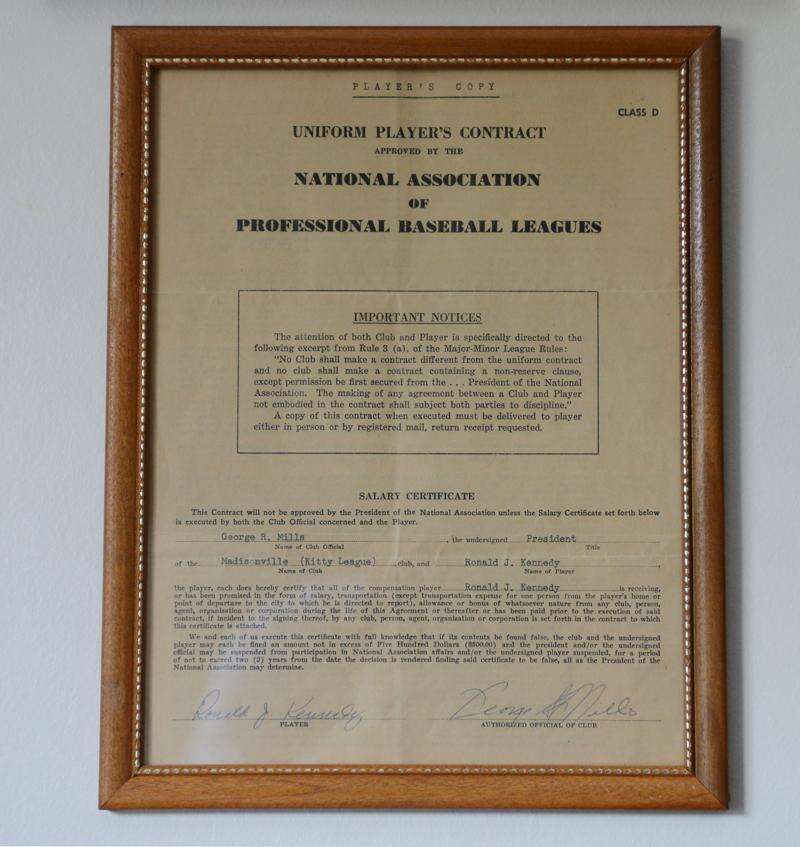 PLAYER'S COPY
CLASS D
UNIFORM PLAYER'S CONTRACT
APPROVED BY THE
NATIONAL ASSOCIATION
OF
PROFESSIONAL BASEBALL LEAGUES
IMPORTANT NOTICES
The attention of both Club and Player is specifically directed to the
following excerpt from Rule 3 (a), of the Major-Minor League Rules:
"No Club shall make a contract different from the uniform contract
and no club shall make a contract containing a non-reserve clause,
except permission be first secured from the . . . President of the National
Association. The making of any agreement between a Club and Player
not embodied in the contract shall subject both parties to discipline."
A copy of this contract when executed must be delivered to player
either in person or by registered mail, return receipt requested.
SALARY CERTIFICATE
This Contract will not be approved by the President of the National Association unless the Salary Certificate set forth below
is executed by both the Club Official concerned and the Player.
George R. Mills, the undersigned President
Name of Club Official Title
of the Madisonville (Kitty League) club, and Ronald J. Kennedy,
Name of Club Name of Player
the player, each does hereby certify that all of the compensation player Ronald J. Kennedy is receiving,
or has been promised in the form of salary, transportation (except transportation expense for one person from the player's home or
point of departure to the city to which he is directed to report), allowance or bonus of whatsoever nature from any club, person,
agent, organisation or corporation during the life of this Agreement or thereafter or has been paid prior to the execution of said
contract, if incident to the signing thereof, by any club, person, agent, organisation or corporation is set forth in the contract to which
this certificate is attached.
We and each of us execute this certificate with full knowledge that if its contents be found false, the club and the undersigned
player may each be fined an amount not in excess of Five Hundred Dollars ($500.00) and the president and/or the undersigned
official may be suspended from participation in National Association affairs and/or the undersigned player suspended, for a period
of not to exceed two (2) years from the date the decision is rendered finding said certificate to be false, all as the President of the
National Association may determine.
Ronald J. Kennedy George R Mills
PLAYER AUTHORIZED OFFICIAL OF CLUB